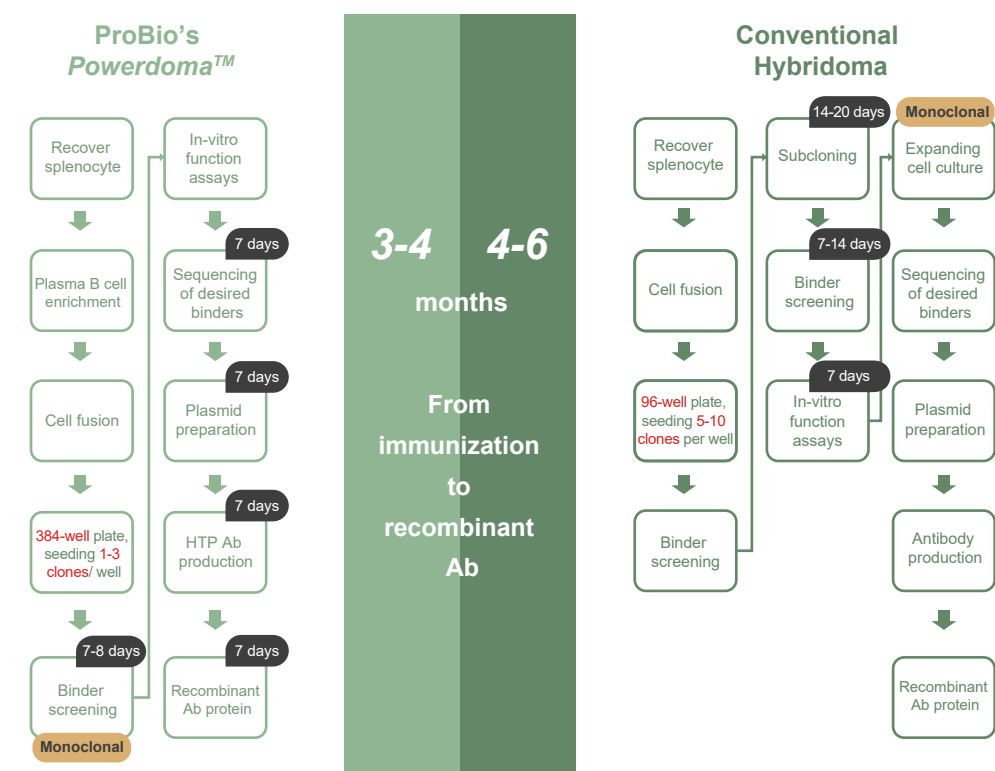 ProBio's
Powerdoma™
Recover
splenocyte
Plasma B cell
enrichment
Cell fusion
384-well plate,
seeding 1-3
clones/ well
7-8 days
Binder
screening
Monoclonal
In-vitro
function
assays
7 days
Sequencing
of desired
binders
7 days
Plasmid
preparation
7 days
HTP Ab
production
7 days
Recombinant
Ab protein
3-4 4-6
months
From
immunization
to
recombinant
Ab
Conventional
Hybridoma
Recover
splenocyte
Cell fusion
96-well plate,
seeding 5-10
clones per well
Binder
screening
14-20 days
Subcloning
7-14 days
Binder
screening
7 days
In-vitro
function
assays
Monoclonal
Expanding
cell culture
Sequencing
of desired
binders
Plasmid
preparation
Antibody
production
Recombinant
Ab protein